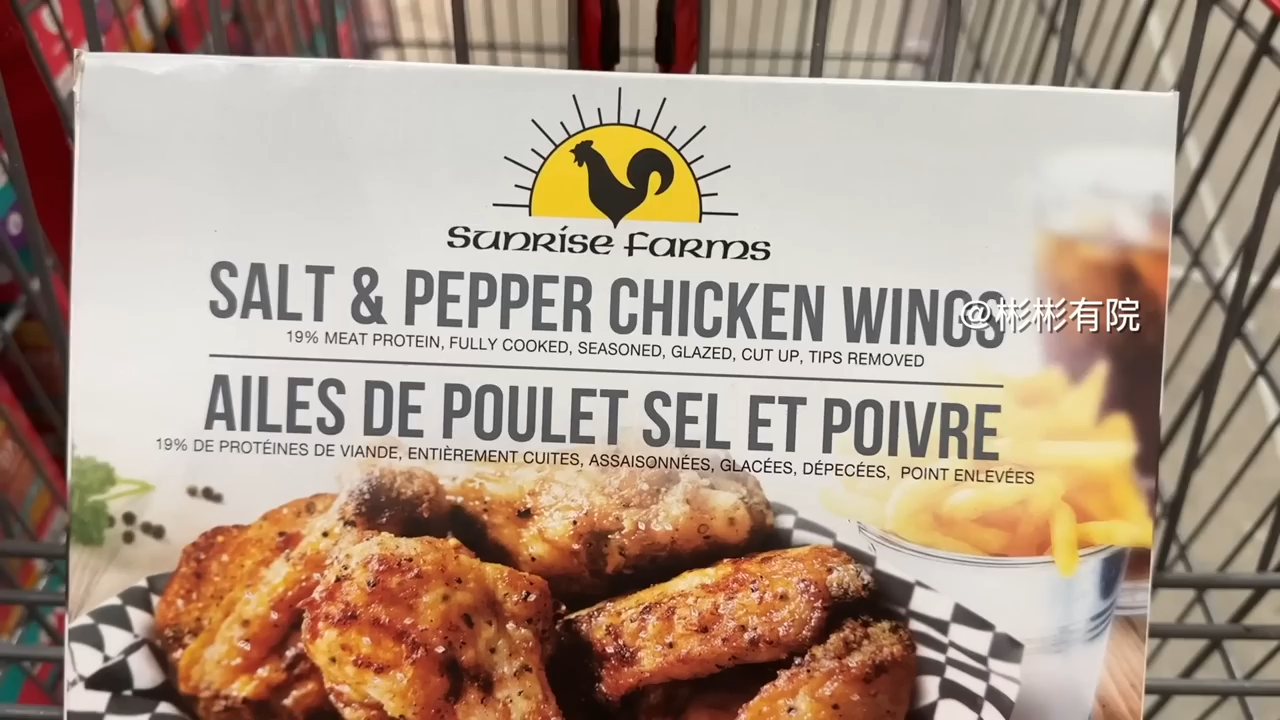 Sunrise Farms
SALT & PEPPER CHICKEN WINGS
19% MEAT PROTEIN, FULLY COOKED, SEASONED, GLAZED, CUT UP, TIPS REMOVED
@彬彬有院
AILES DE POULET SEL ET POIVRE
19% DE PROTÉINES DE VIANDE, ENTIÈREMENT CUITES, ASSAISONNÉES, GLACÉES, DÉPECÉES, POINT ENLEVÉES